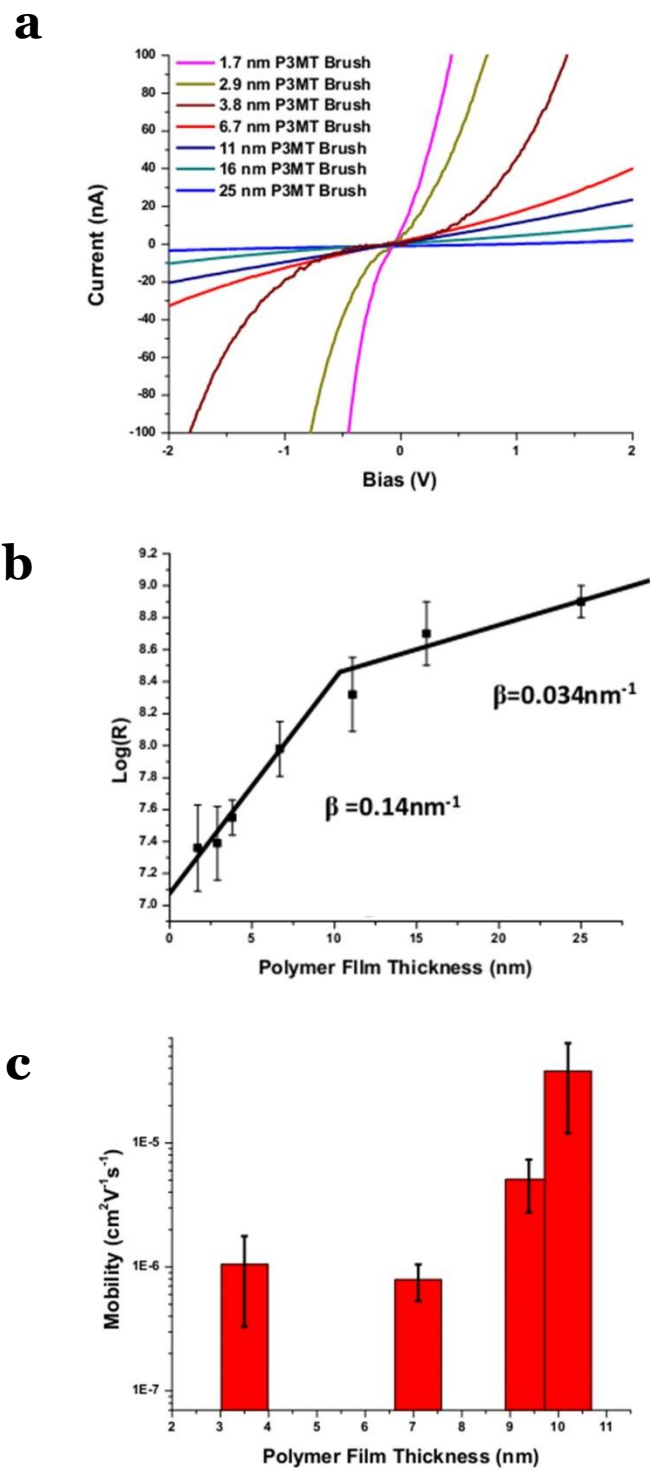 a
100
80
60
40
20
0
-20
-40
-60
-80
-100
Current (nA)
1.7 nm P3MT Brush
2.9 nm P3MT Brush
3.8 nm P3MT Brush
6.7 nm P3MT Brush
11 nm P3MT Brush
16 nm P3MT Brush
25 nm P3MT Brush
-2 -1 0 1 2
Bias (V)
b
9.2
9.0
8.8
8.6
8.4
8.2
8.0
7.8
7.6
7.4
7.2
7.0
Log(R)
β=0.034nm⁻¹
β =0.14nm⁻¹
0 5 10 15 20 25
Polymer FIlm Thickness (nm)
c
1E-5
1E-6
1E-7
Mobility (cm²V⁻¹s⁻¹)
2 3 4 5 6 7 8 9 10 11
Polymer Film Thickness (nm)